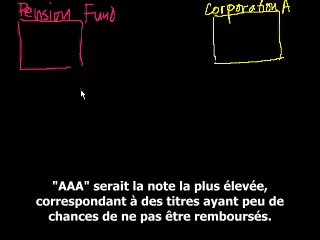 Pension Fund
Corporation A
"AAA" serait la note la plus élevée,
correspondant à des titres ayant peu de
chances de ne pas être remboursés.